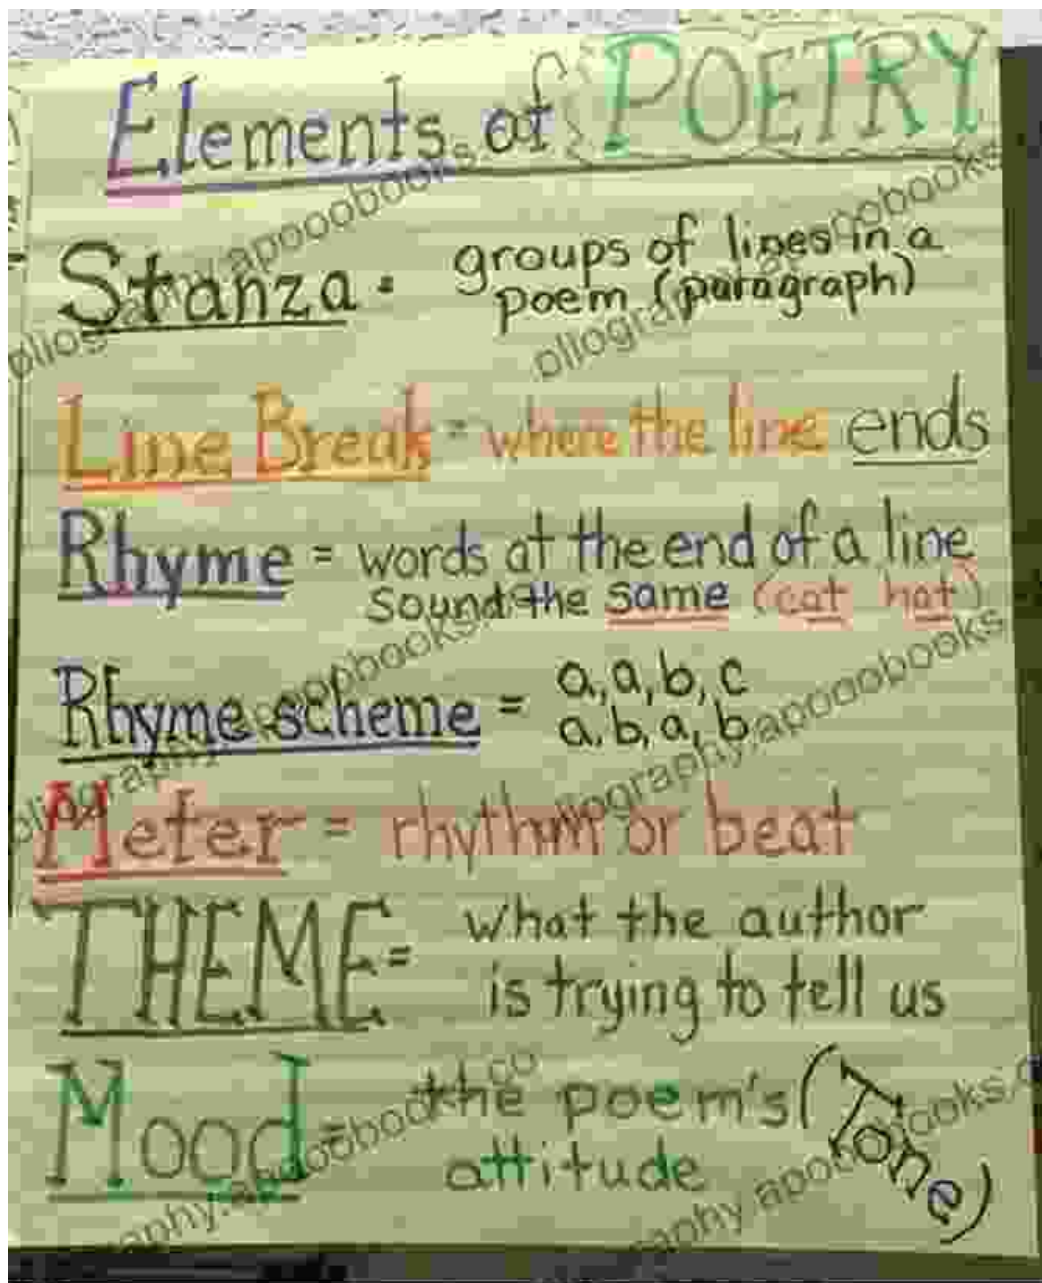 Elements of POETRY
Stanza = groups of lines in a
poem (paragraph)
Line Break = where the line ends
Rhyme = words at the end of a line
sound the same (cat hat)
Rhyme scheme = a, a, b, c
a, b, a, b
Meter = rhythm or beat
THEME = what the author
is trying to tell us
Mood = the poem's (Tone)
attitude